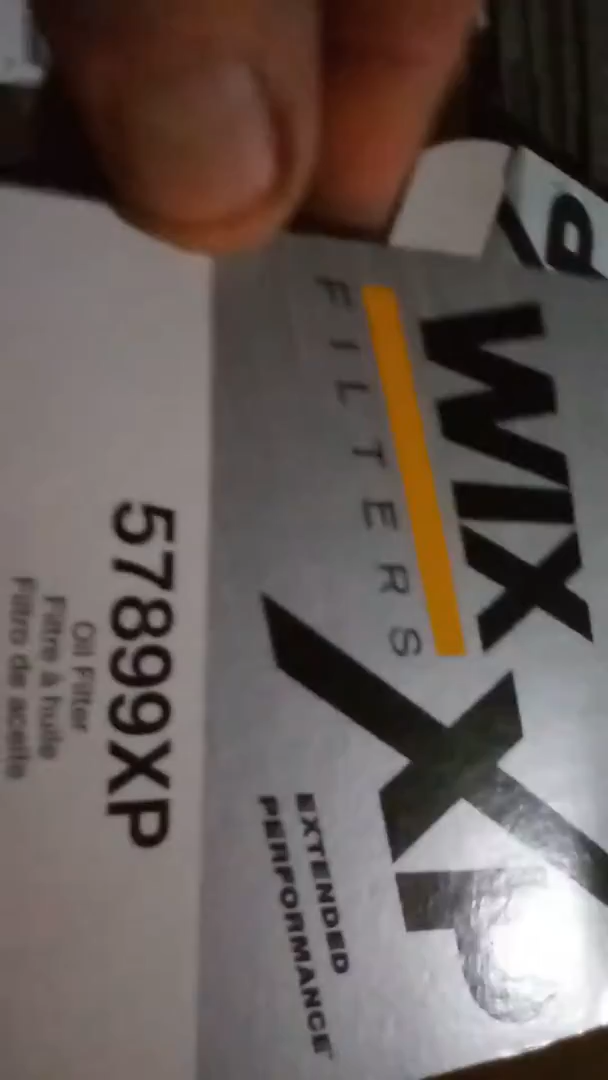 WIX
FILTERS
XP
EXTENDED
PERFORMANCE
57899XP
Oil Filter
Filtre à huile
Filtro de aceite